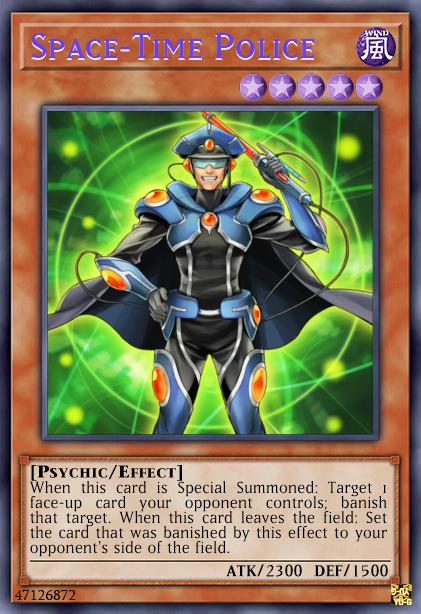 Space-Time Police
WIND
風
[Psychic/Effect]
When this card is Special Summoned: Target 1
face-up card your opponent controls; banish
that target. When this card leaves the field: Set
the card that was banished by this effect to your
opponent's side of the field.
ATK/2300 DEF/1500
47126872